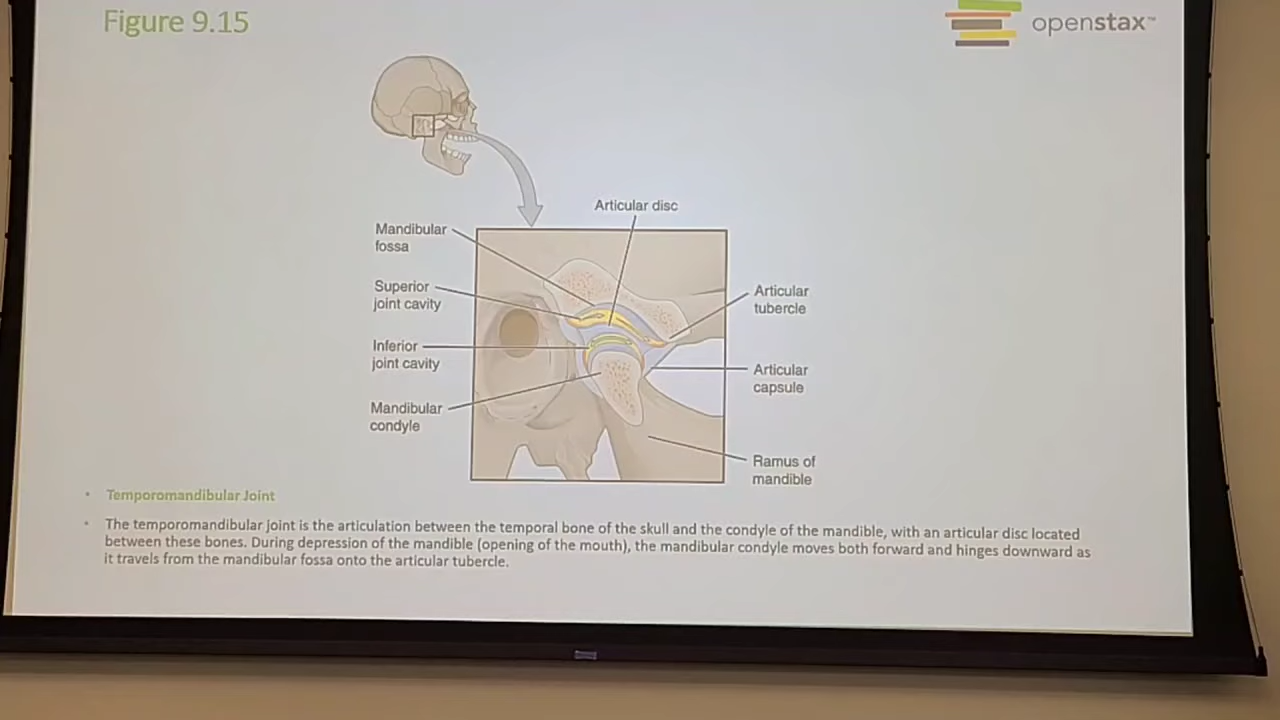 Figure 9.15
openstax™
Articular disc
Mandibular
fossa
Superior
joint cavity
Articular
tubercle
Inferior
joint cavity
Articular
capsule
Mandibular
condyle
Ramus of
mandible
• Temporomandibular Joint
• The temporomandibular joint is the articulation between the temporal bone of the skull and the condyle of the mandible, with an articular disc located
between these bones. During depression of the mandible (opening of the mouth), the mandibular condyle moves both forward and hinges downward as
it travels from the mandibular fossa onto the articular tubercle.